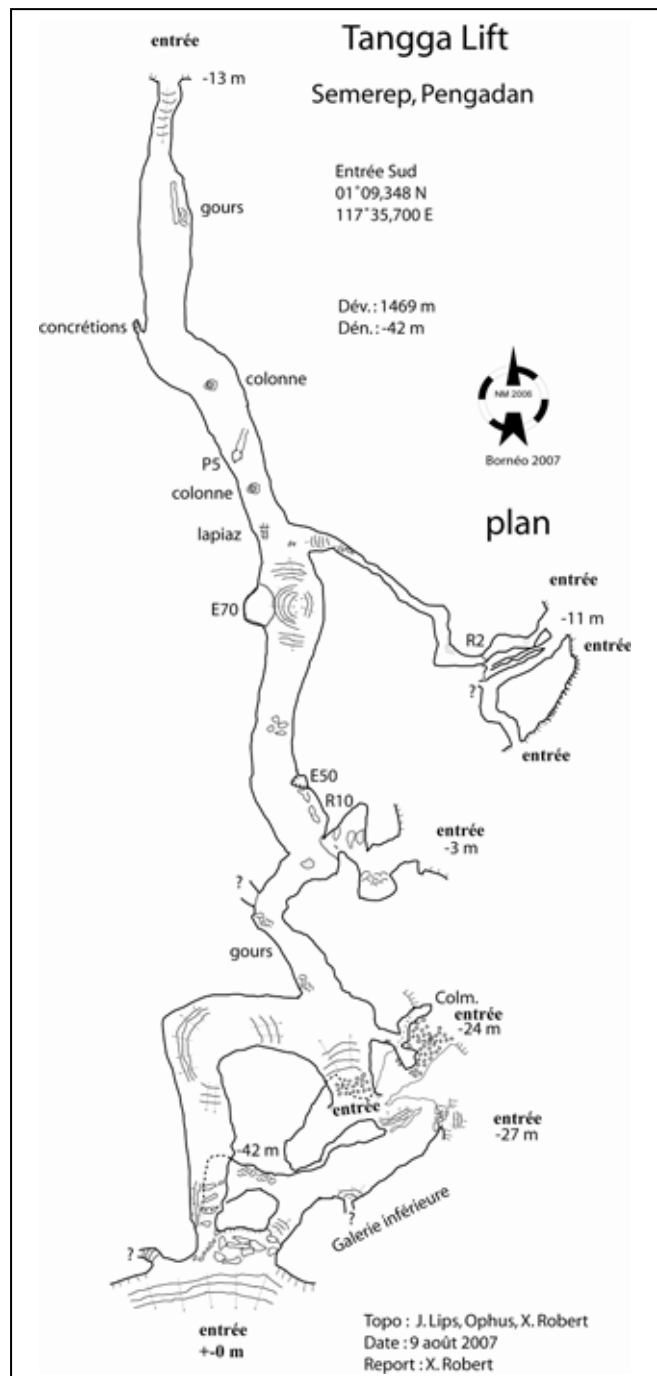 Tangga Lift
Semerep, Pengadan
entrée
-13 m
Entrée Sud
01°09,348 N
117°35,700 E
gours
Dév.: 1469 m
Dén.: -42 m
concrétions
colonne
NM 2006
Bornéo 2007
P5
colonne
lapiaz
plan
E70
entrée
-11 m
R2
entrée
?
entrée
E50
R10
entrée
-3 m
?
gours
Colm.
entrée
-24 m
entrée
entrée
-27 m
-42 m
?
Galerie inférieure
?
entrée
+-0 m
Topo : J. Lips, Ophus, X. Robert
Date : 9 août 2007
Report : X. Robert